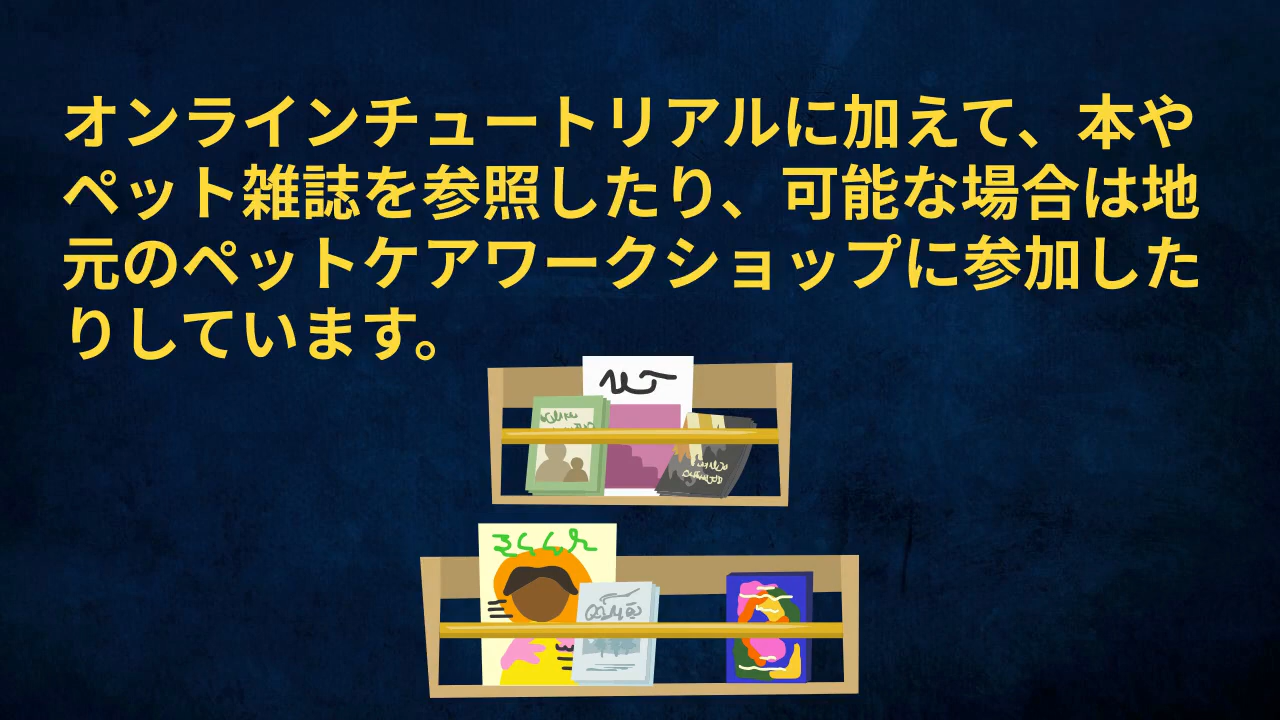 オンラインチュートリアルに加えて、本や
ペット雑誌を参照したり、可能な場合は地
元のペットケアワークショップに参加した
りしています。